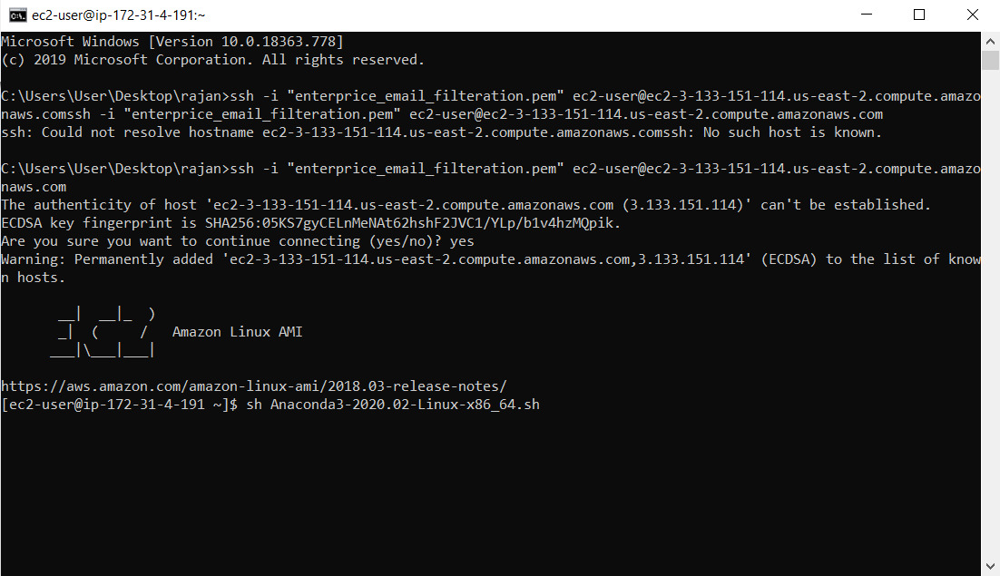 ec2-user@ip-172-31-4-191:~
Microsoft Windows [Version 10.0.18363.778]
(c) 2019 Microsoft Corporation. All rights reserved.
C:\Users\User\Desktop\rajan>ssh -i "enterprice_email_filteration.pem" ec2-user@ec2-3-133-151-114.us-east-2.compute.amazo
naws.comssh -i "enterprice_email_filteration.pem" ec2-user@ec2-3-133-151-114.us-east-2.compute.amazonaws.com
ssh: Could not resolve hostname ec2-3-133-151-114.us-east-2.compute.amazonaws.comssh: No such host is known.
C:\Users\User\Desktop\rajan>ssh -i "enterprice_email_filteration.pem" ec2-user@ec2-3-133-151-114.us-east-2.compute.amazo
naws.com
The authenticity of host 'ec2-3-133-151-114.us-east-2.compute.amazonaws.com (3.133.151.114)' can't be established.
ECDSA key fingerprint is SHA256:05KS7gyCELnMeNAt62hshF2JVC1/YLp/b1v4hzMQpik.
Are you sure you want to continue connecting (yes/no)? yes
Warning: Permanently added 'ec2-3-133-151-114.us-east-2.compute.amazonaws.com,3.133.151.114' (ECDSA) to the list of know
n hosts.
       __|  __|_  )
       _|  (     /   Amazon Linux AMI
      ___|\___|___|
https://aws.amazon.com/amazon-linux-ami/2018.03-release-notes/
[ec2-user@ip-172-31-4-191 ~]$ sh Anaconda3-2020.02-Linux-x86_64.sh